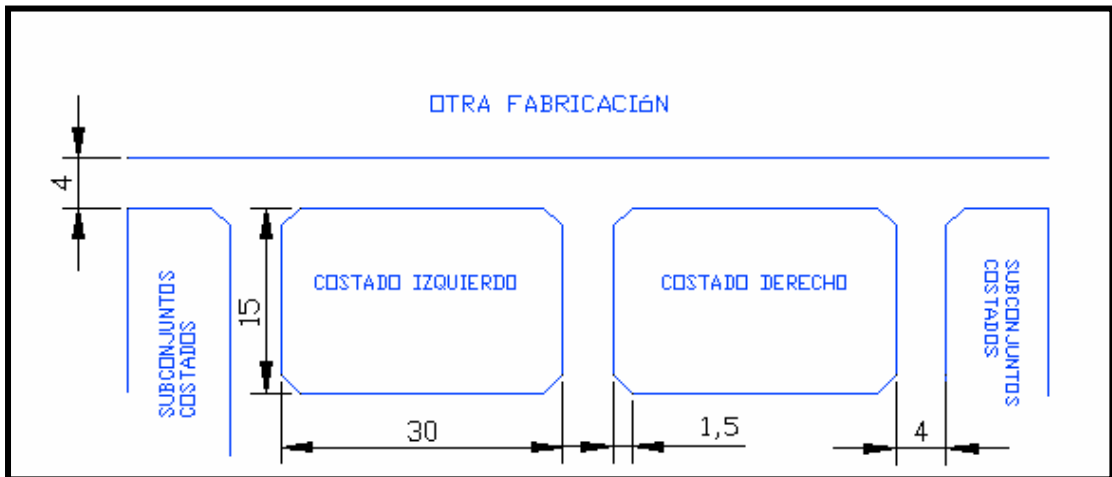 OTRA FABRICACIóN
4
SUBCONJUNTOS
COSTADOS
15
COSTADO IZQUIERDO
COSTADO DERECHO
SUBCONJUNTOS
COSTADOS
30
1,5
4